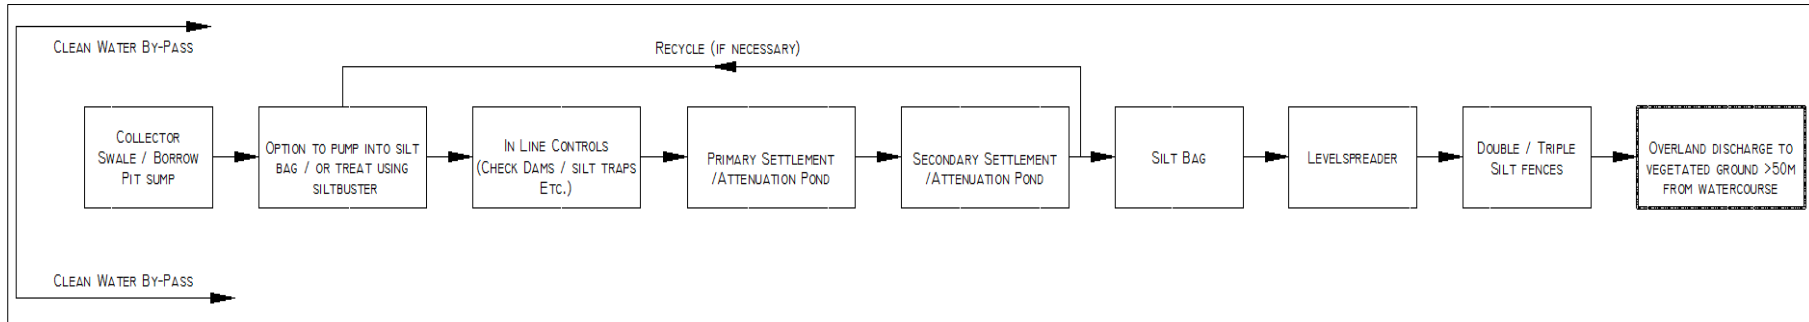 Clean Water By-Pass
Recycle (if necessary)
Collector
Swale / Borrow
Pit sump
Option to pump into silt
bag / or treat using
siltbuster
In Line Controls
(Check Dams / silt traps
Etc.)
Primary Settlement
/Attenuation Pond
Secondary Settlement
/Attenuation Pond
Silt Bag
Levelspreader
Double / Triple
Silt fences
Overland discharge to
vegetated ground >50m
from watercourse
Clean Water By-Pass